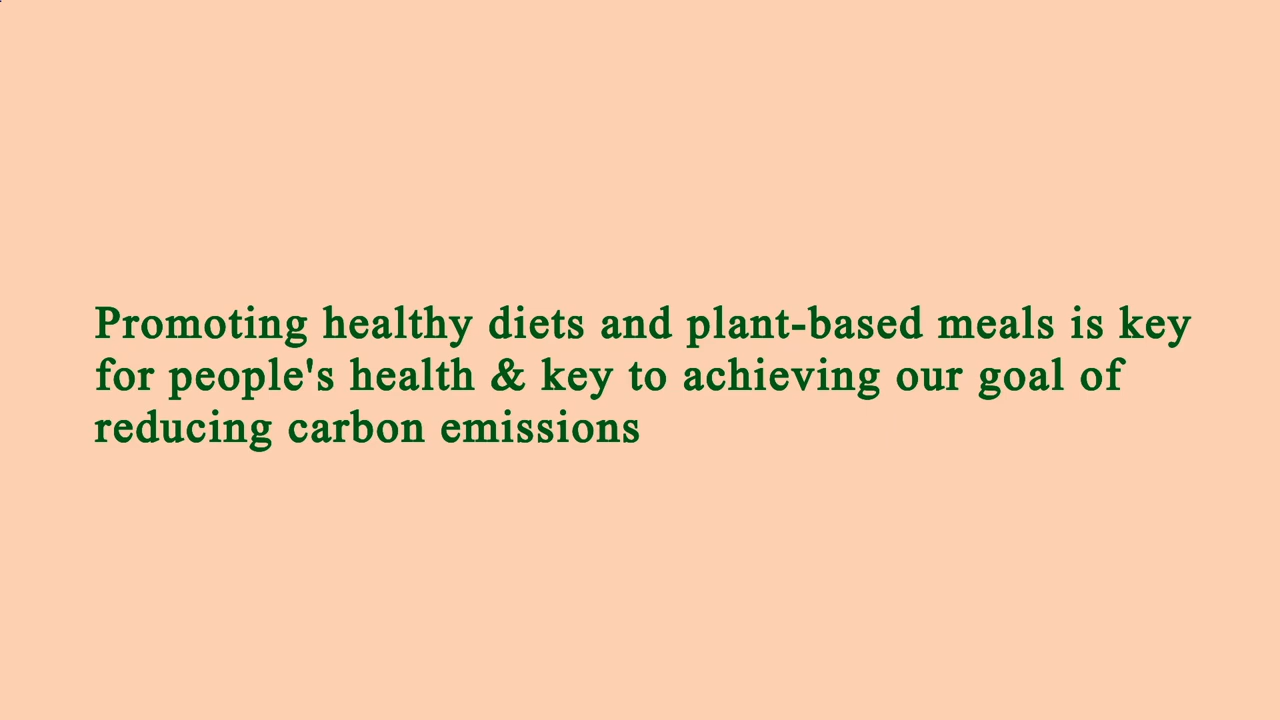 Promoting healthy diets and plant-based meals is key
for people's health & key to achieving our goal of
reducing carbon emissions